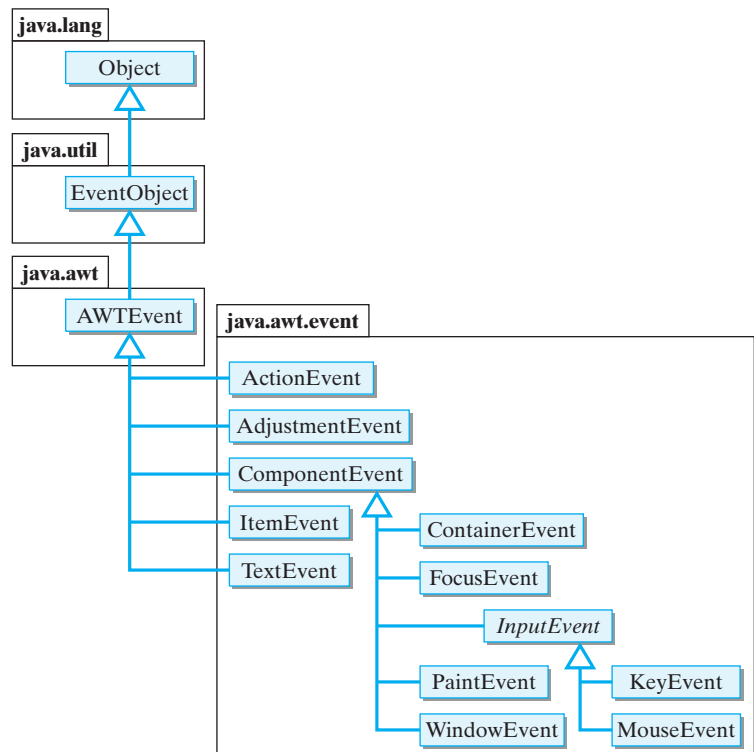 java.lang
Object
java.util
EventObject
java.awt
AWTEvent
java.awt.event
ActionEvent
AdjustmentEvent
ComponentEvent
ItemEvent
ContainerEvent
TextEvent
FocusEvent
InputEvent
PaintEvent
KeyEvent
WindowEvent
MouseEvent